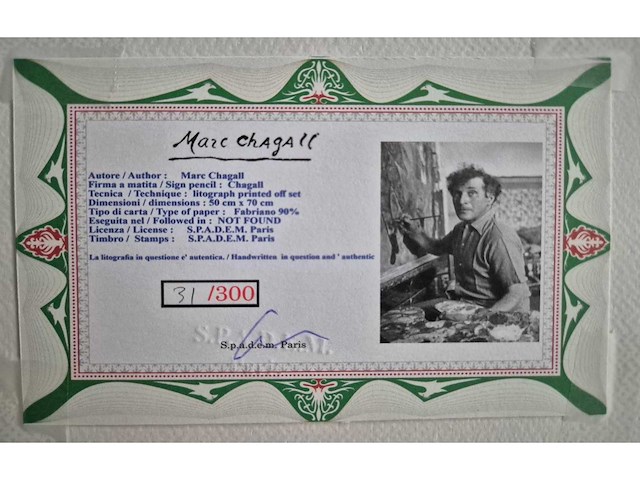 Marc Chagall
Autore / Author : Marc Chagall
Firma a matita / Sign pencil : Chagall
Tecnica / Technique : litograph printed off set
Dimensioni / dimensions : 50 cm x 70 cm
Tipo di carta / Type of paper : Fabriano 90%
Eseguita nel / Followed in : NOT FOUND
Licenza / License : S.P.A.D.E.M. Paris
Timbro / Stamps : S.P.A.D.E.M. Paris
La litografia in questione e' autentica. / Handwritten in question and ' authentic
31 /300
S.P.A.D.E.M.
S.p.a.d.e.m. Paris